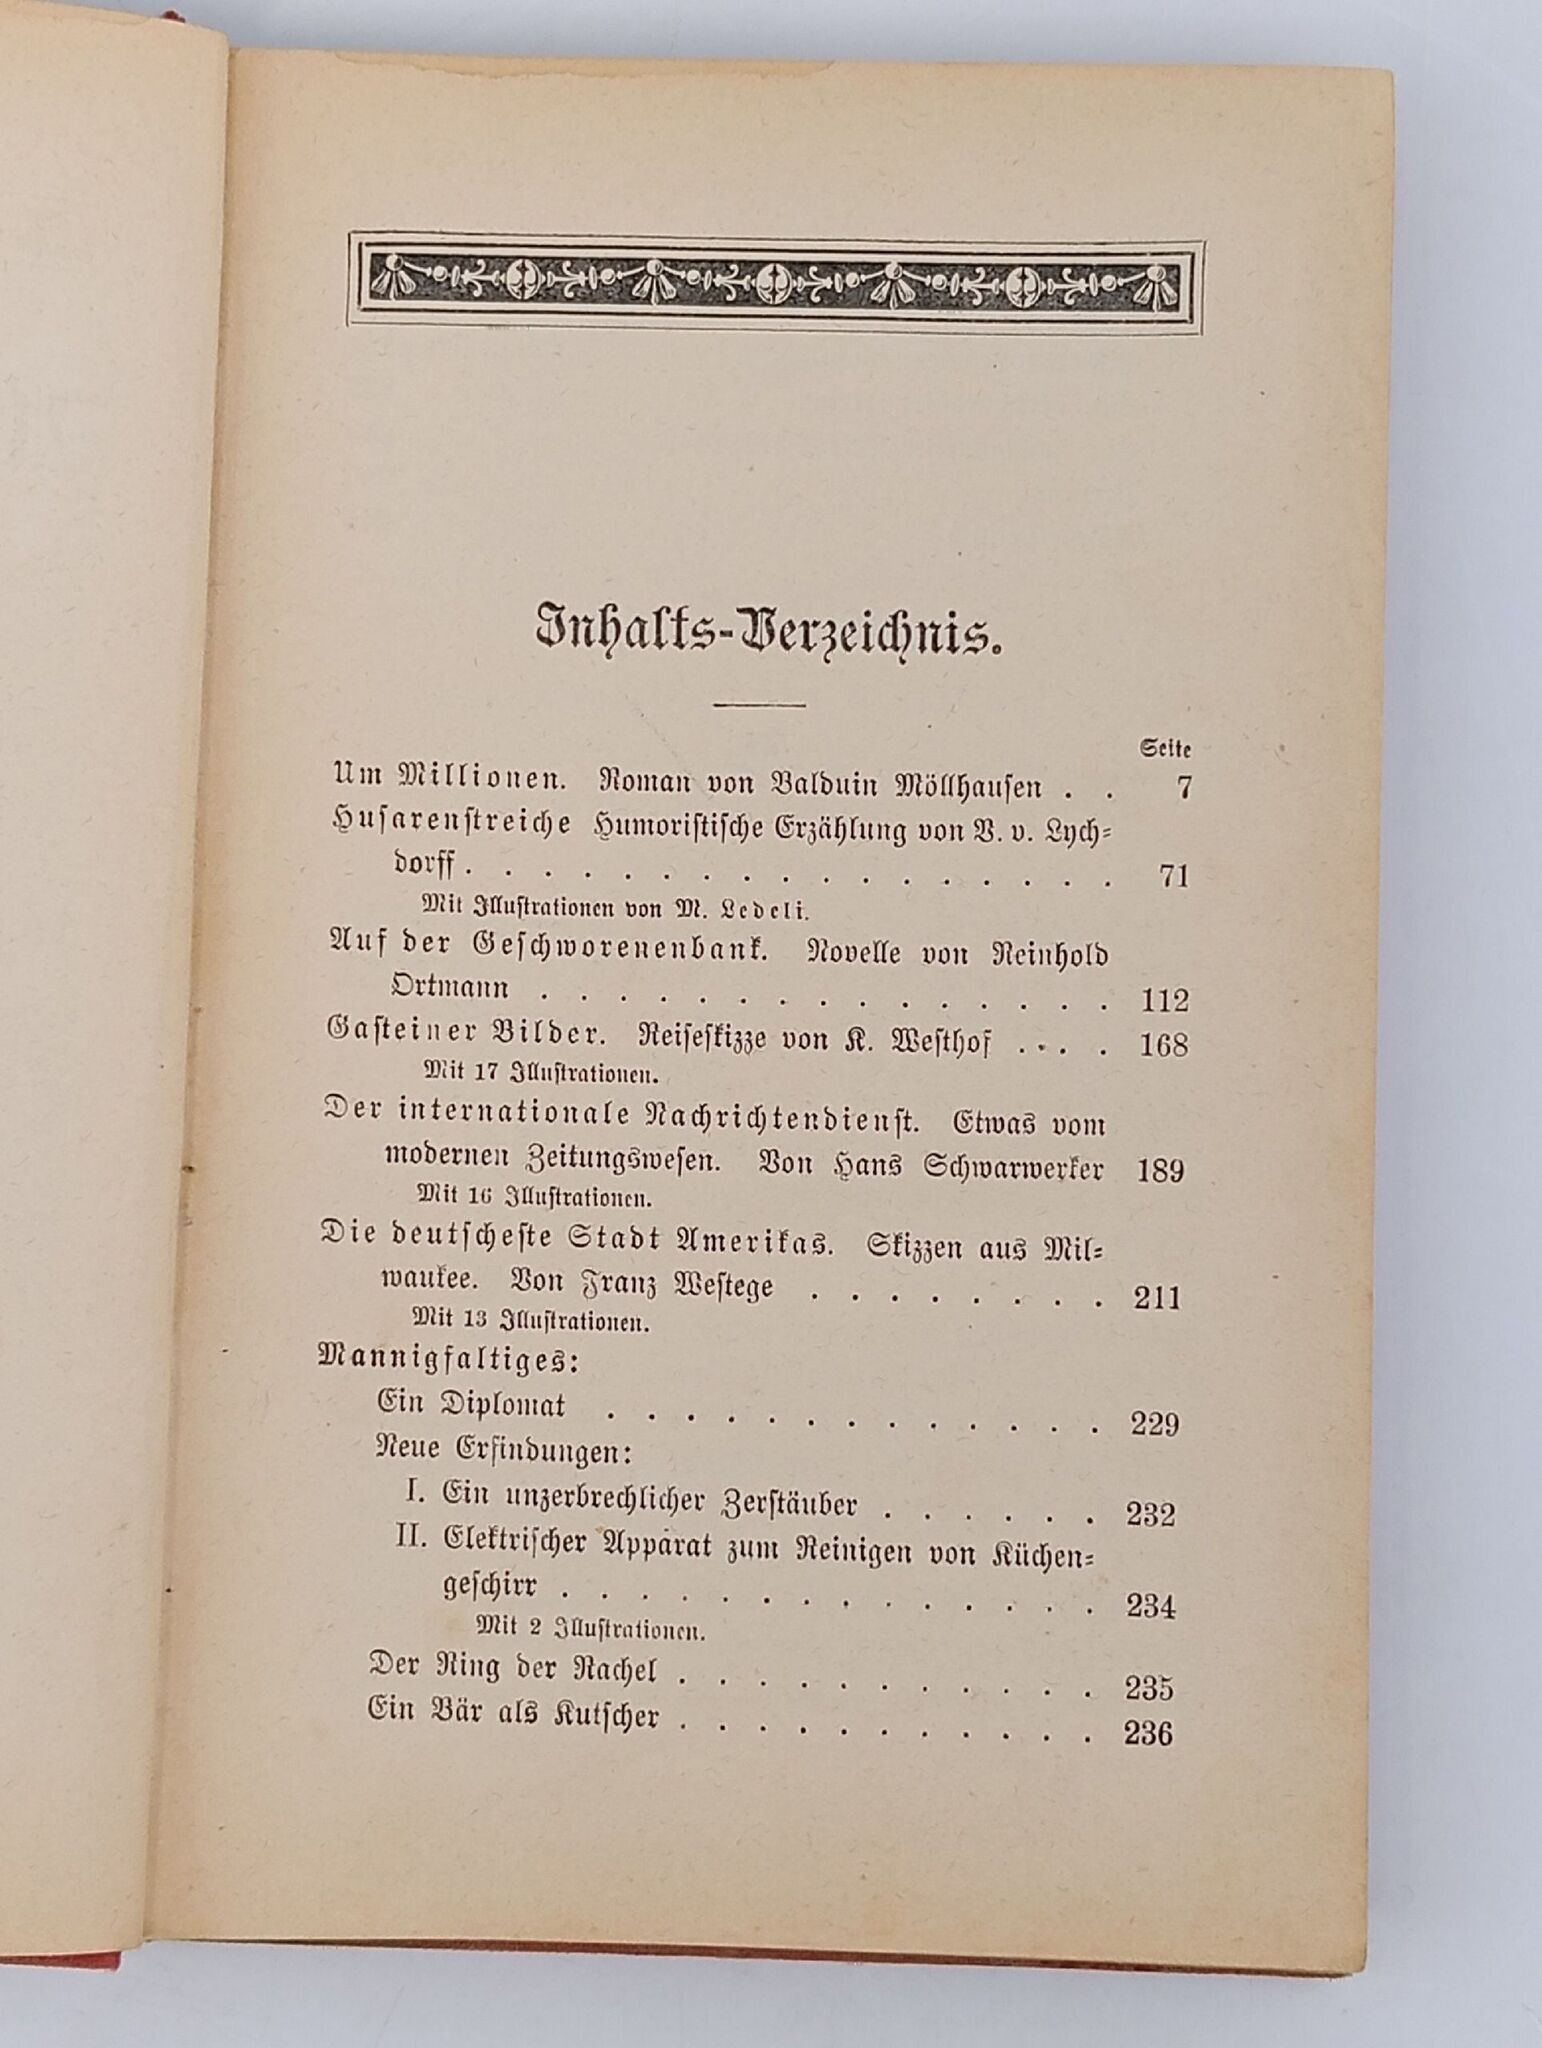 Inhalts-Verzeichnis.
Seite
Um Millionen. Roman von Balduin Möllhausen . . 7
Husarenstreiche Humoristische Erzählung von V. v. Lych-
dorff . . . . . . . . . . . . . . . . . 71
Mit Illustrationen von M. Ledeli.
Auf der Geschworenenbank. Novelle von Reinhold
Ortmann . . . . . . . . . . . . . . . 112
Gasteiner Bilder. Reiseskizze von K. Westhof . . . . 168
Mit 17 Illustrationen.
Der internationale Nachrichtendienst. Etwas vom
modernen Zeitungswesen. Von Hans Schwarwerker 189
Mit 16 Illustrationen.
Die deutscheste Stadt Amerikas. Skizzen aus Mil-
waukee. Von Franz Westege . . . . . . . . 211
Mit 13 Illustrationen.
Mannigfaltiges:
Ein Diplomat . . . . . . . . . . . . . 229
Neue Erfindungen:
I. Ein unzerbrechlicher Zerstäuber . . . . . . 232
II. Elektrischer Apparat zum Reinigen von Küchen-
geschirr . . . . . . . . . . . . . . 234
Mit 2 Illustrationen.
Der Ring der Rachel . . . . . . . . . . . 235
Ein Bär als Kutscher . . . . . . . . . . . 236